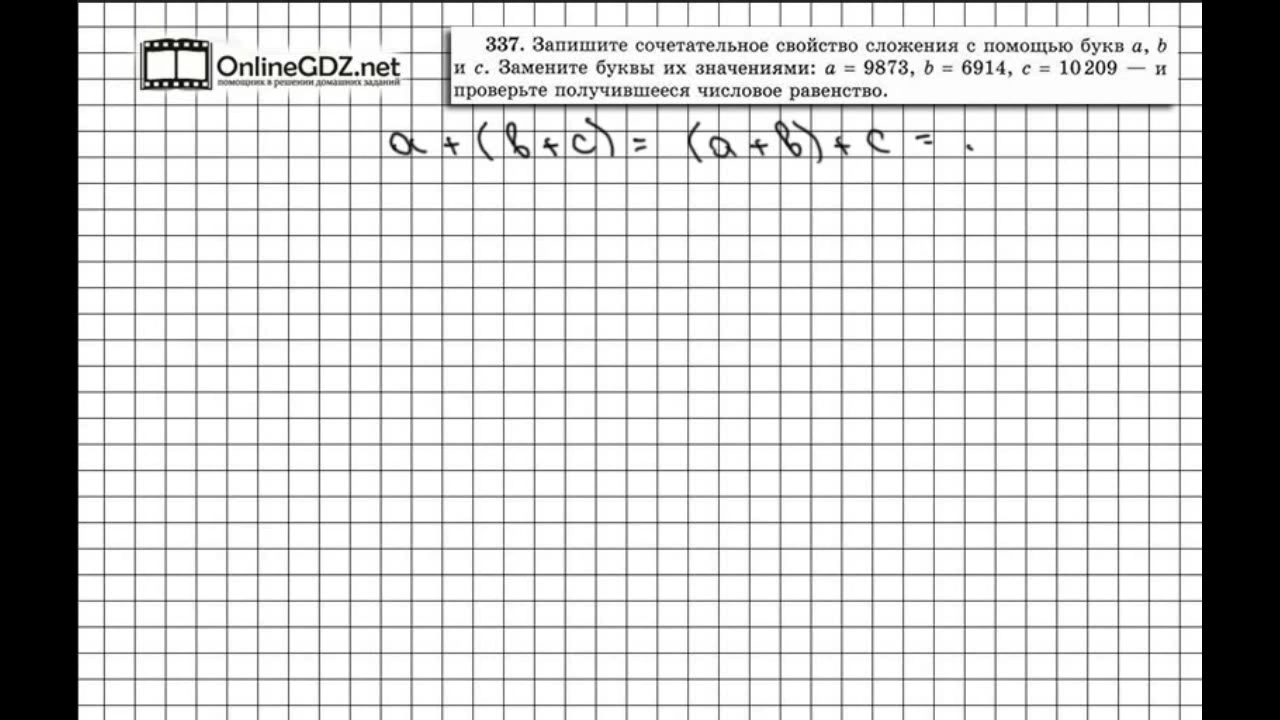 OnlineGDZ.net
помощник в решении домашних заданий
337. Запишите сочетательное свойство сложения с помощью букв a, b
и c. Замените буквы их значениями: a = 9873, b = 6914, c = 10 209 — и
проверьте получившееся числовое равенство.
a + (b + c) = (a + b) + c = .